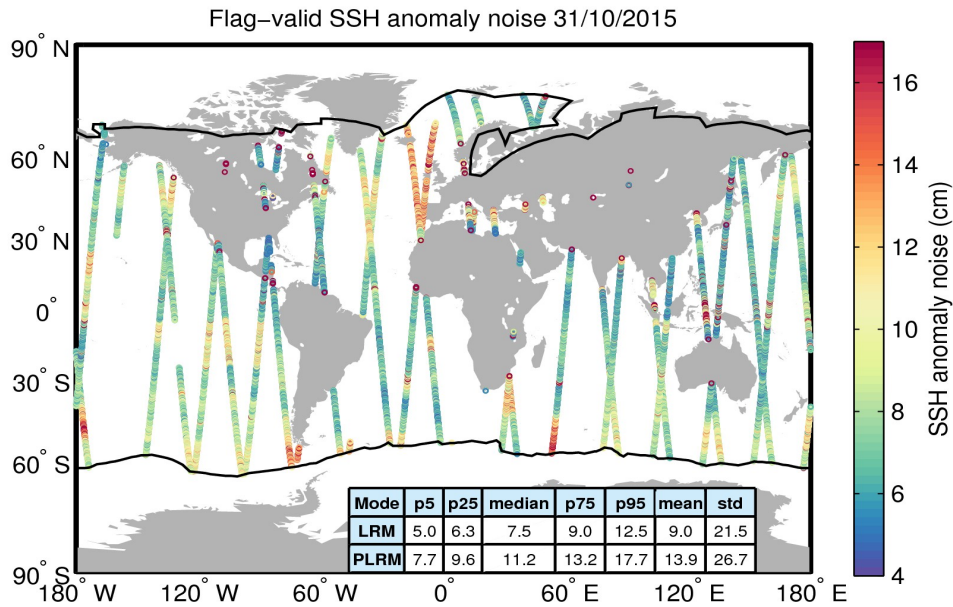 Flag−valid SSH anomaly noise 31/10/2015
90° N
60° N
30° N
0°
30° S
60° S
90° S
180° W
120° W
60° W
0°
60° E
120° E
180° E
16
14
12
10
8
6
4
SSH anomaly noise (cm)
Mode p5 p25 median p75 p95 mean std
LRM 5.0 6.3 7.5 9.0 12.5 9.0 21.5
PLRM 7.7 9.6 11.2 13.2 17.7 13.9 26.7